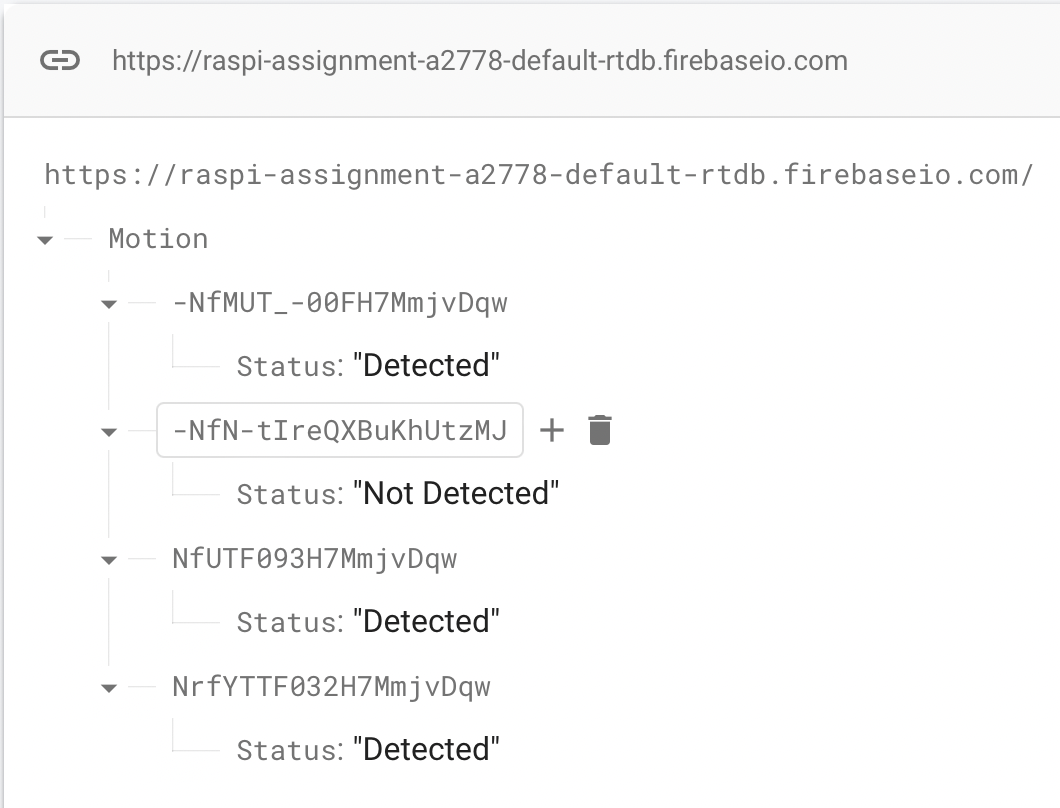 https://raspi-assignment-a2778-default-rtdb.firebaseio.com
https://raspi-assignment-a2778-default-rtdb.firebaseio.com/
Motion
-NfMUT_-00FH7MmjvDqw
Status: "Detected"
-NfN-tIreQXBuKhUtzMJ
Status: "Not Detected"
NfUTF093H7MmjvDqw
Status: "Detected"
NrfYTTF032H7MmjvDqw
Status: "Detected"